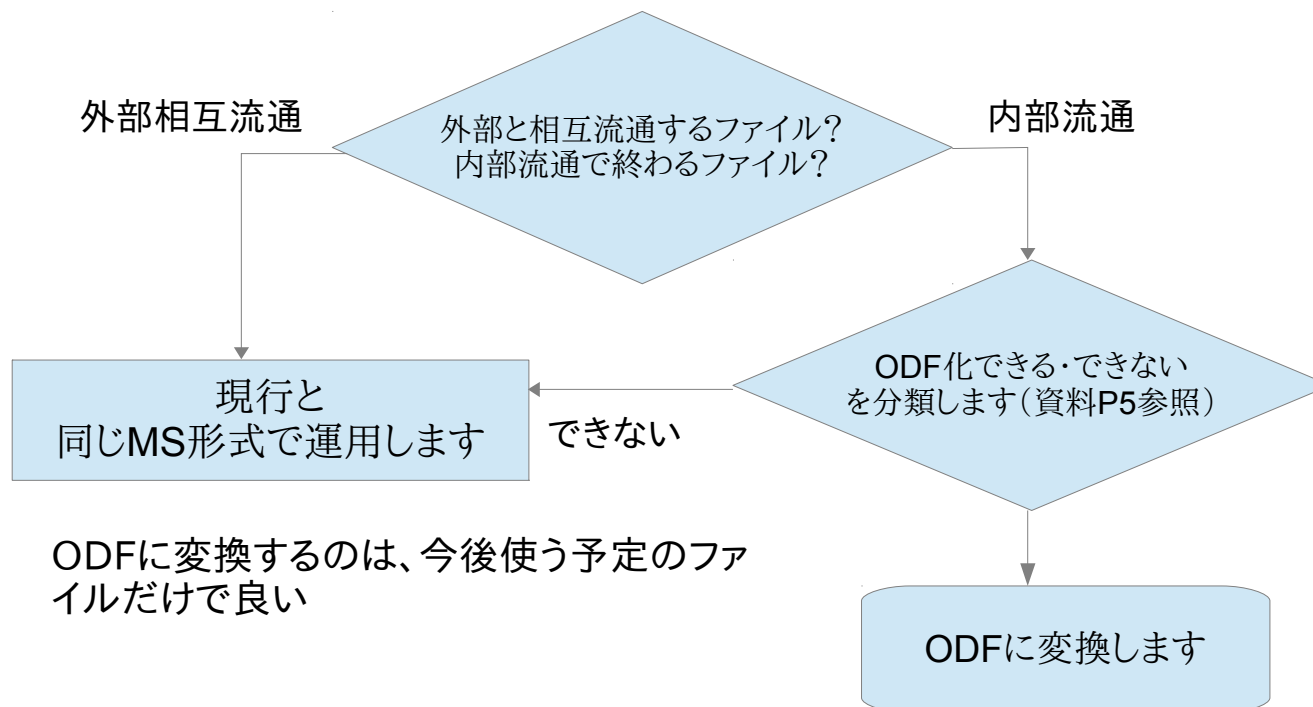 外部相互流通
内部流通
外部と相互流通するファイル?
内部流通で終わるファイル?
ODF化できる・できない
を分類します(資料P5参照)
現行と
同じMS形式で運用します
できない
ODFに変換するのは、今後使う予定のファ
イルだけで良い
ODFに変換します